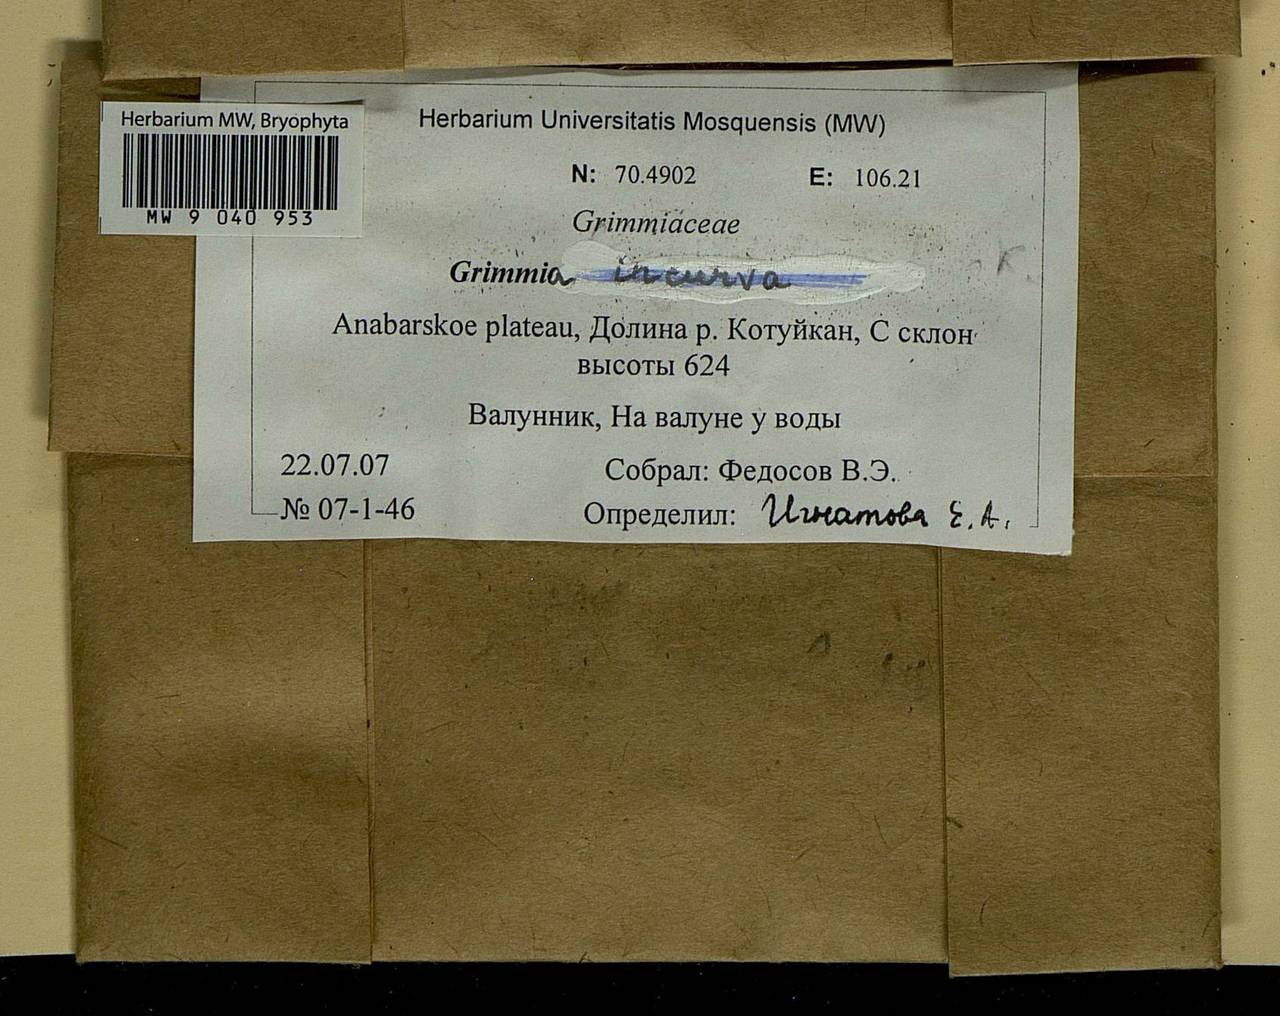 Herbarium MW, Bryophyta
MW 9 040 953
Herbarium Universitatis Mosquensis (MW)
N: 70.4902 E: 106.21
Grimmiaceae
Grimmia incurva
Anabarskoe plateau, Долина р. Котуйкан, С склон
высоты 624
Валунник, На валуне у воды
22.07.07 Собрал: Федосов В.Э.
№ 07-1-46 Определил: Игнатова Е.А.